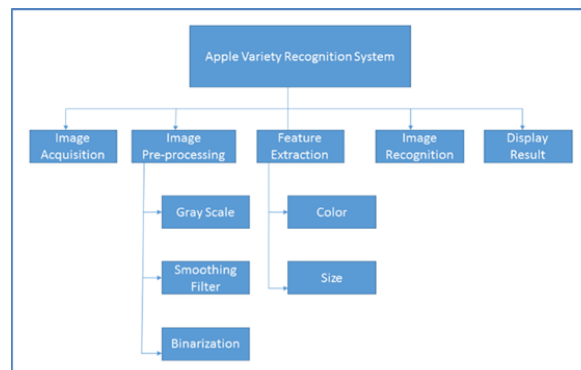 Apple Variety Recognition System
Image
Acquisition
Image
Pre-processing
Feature
Extraction
Image
Recognition
Display
Result
Gray Scale
Smoothing
Filter
Binarization
Color
Size